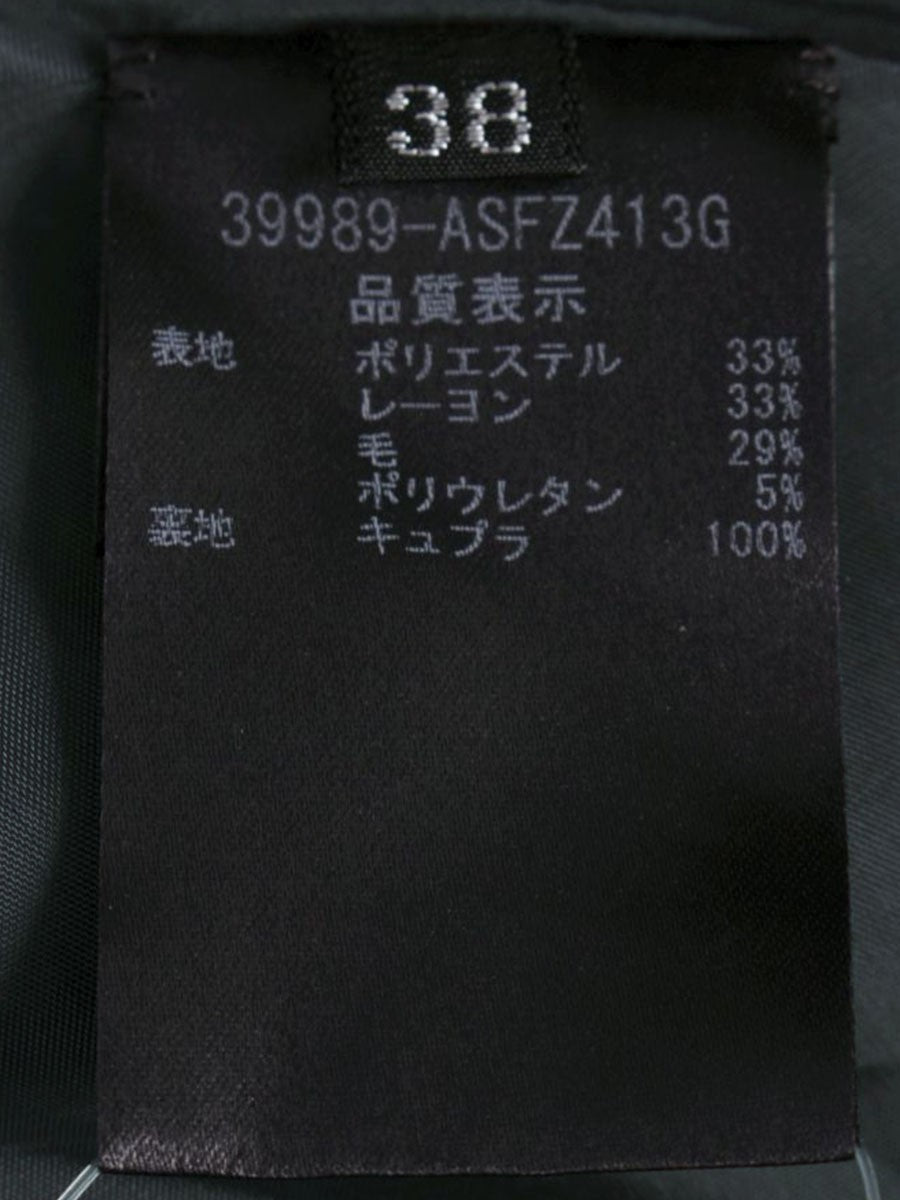 38
39989-ASFZ413G
品質表示
表地 ポリエステル 33%
レーヨン 33%
毛 29%
ポリウレタン 5%
裏地 キュプラ 100%